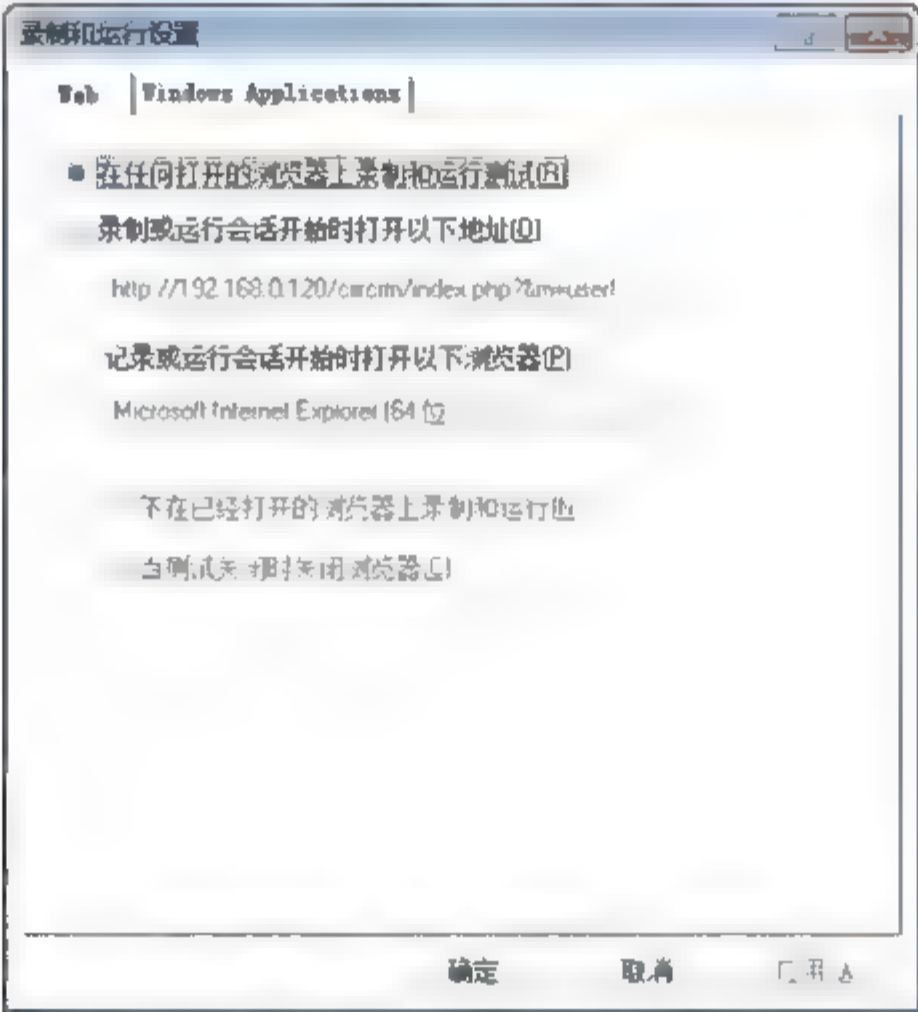 录制和运行设置
Web
Windows Applications
在任何打开的浏览器上录制和运行测试(R)
录制或运行会话开始时打开以下地址(O)
http://192.168.0.120/
记录或运行会话开始时打开以下浏览器(P)
Microsoft Internet Explorer (64 位
不在已经打开的浏览器上录制和运行
当测试关闭时关闭浏览器(C)
确定 取消